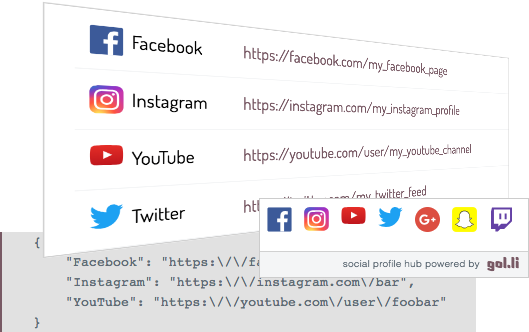 Facebook https://facebook.com/my_facebook_page
Instagram https://instagram.com/my_instagram_profile
YouTube https://youtube.com/user/my_youtube_channel
Twitter my_twitter_feed
social profile hub powered by gol.li
{
"Facebook": "https:\/\/
"Instagram": "https:\/\/instagram.com\/bar",
"YouTube": "https:\/\/youtube.com\/user\/foobar"
}